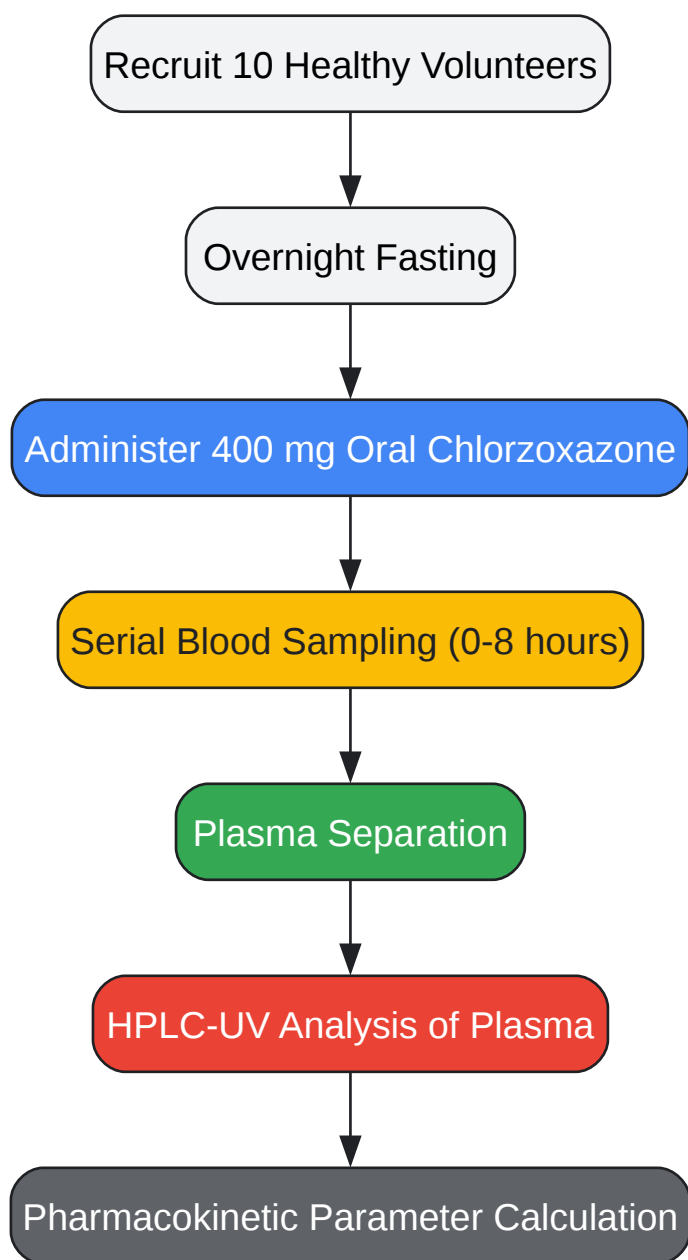 Recruit 10 Healthy Volunteers
Overnight Fasting
Administer 400 mg Oral Chlorzoxazone
Serial Blood Sampling (0-8 hours)
Plasma Separation
HPLC-UV Analysis of Plasma
Pharmacokinetic Parameter Calculation